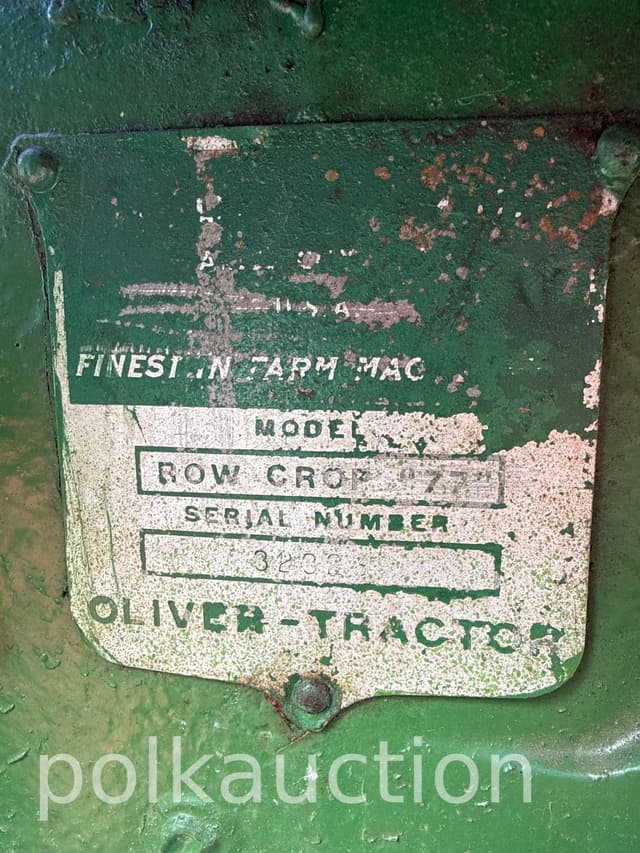 U S A
FINEST IN FARM MAC
MODEL
ROW CROP "77"
SERIAL NUMBER
OLIVER - TRACTOR
polkauction